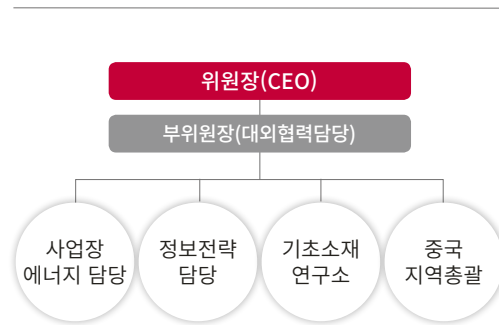 위원장(CEO)
부위원장(대외협력담당)
사업장
에너지 담당
정보전략
담당
기초소재
연구소
중국
지역총괄